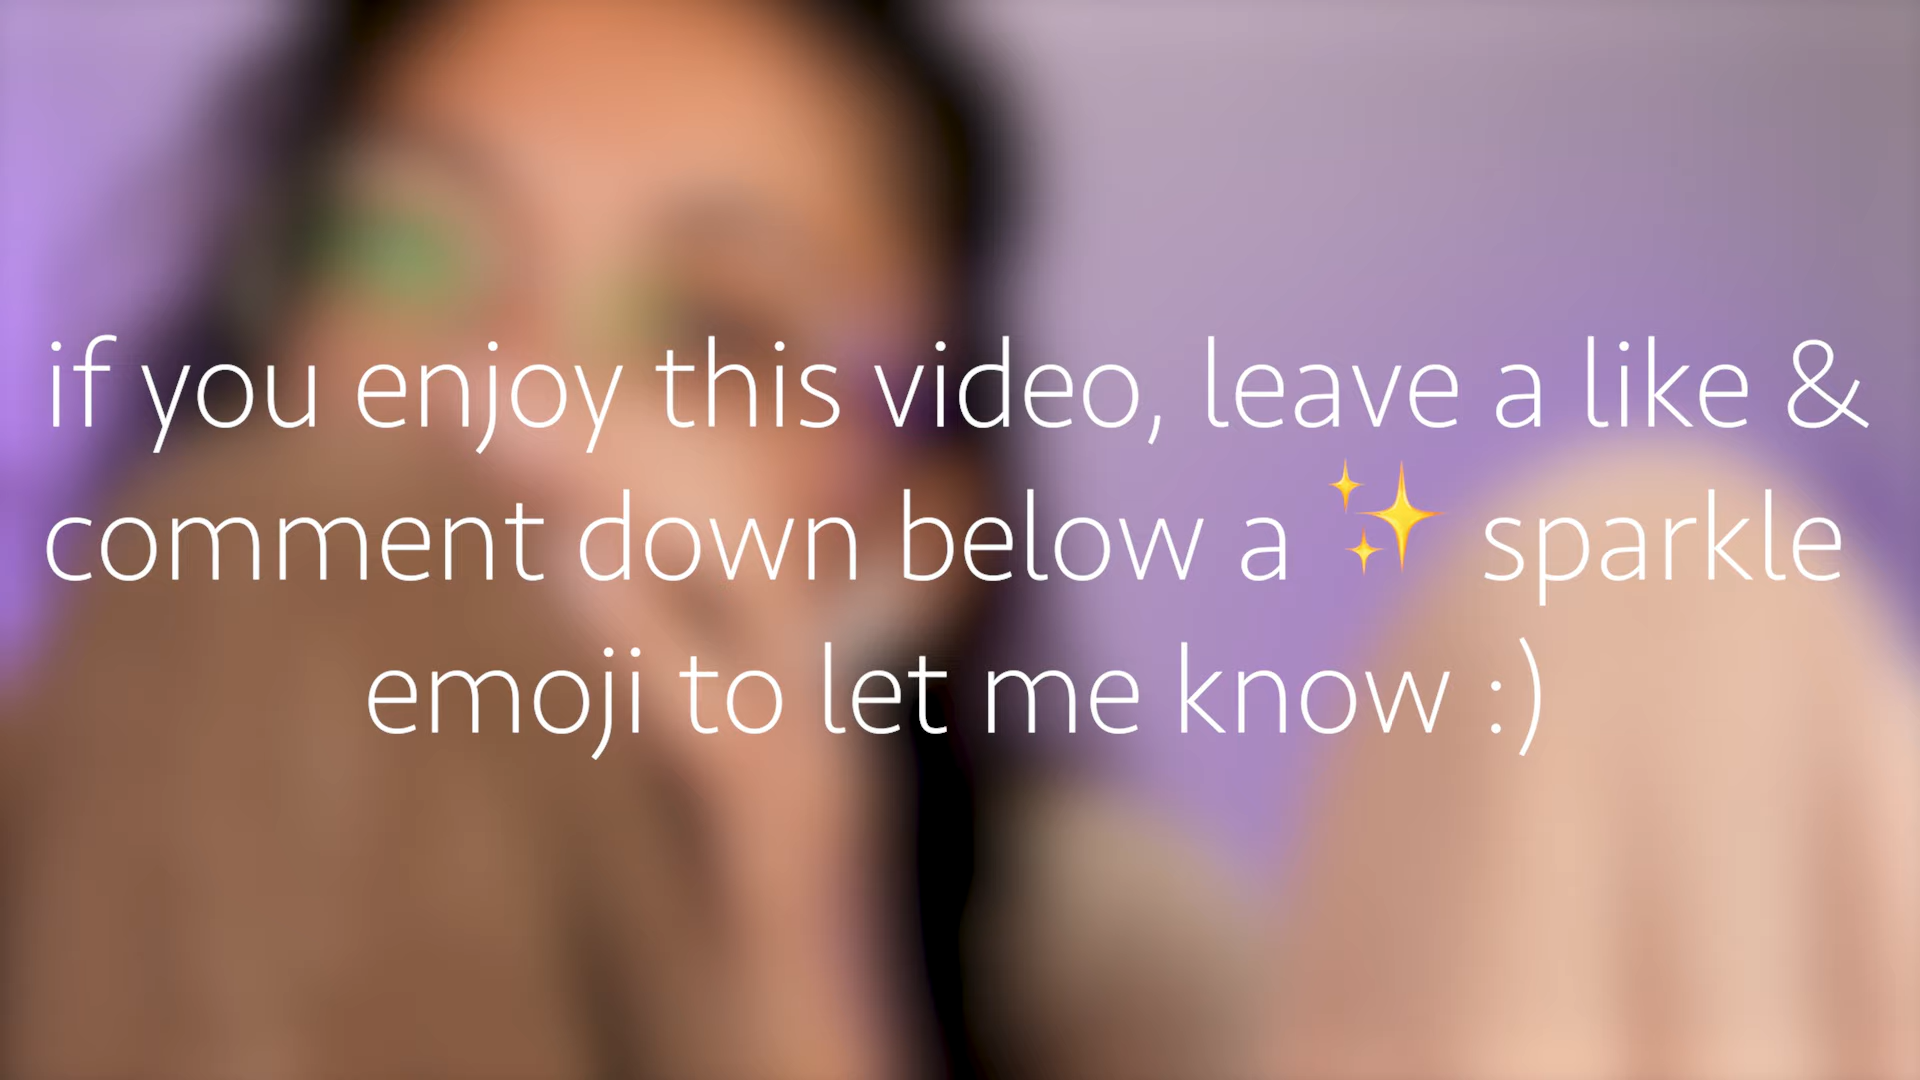 if you enjoy this video, leave a like &
comment down below a ✨ sparkle
emoji to let me know :)